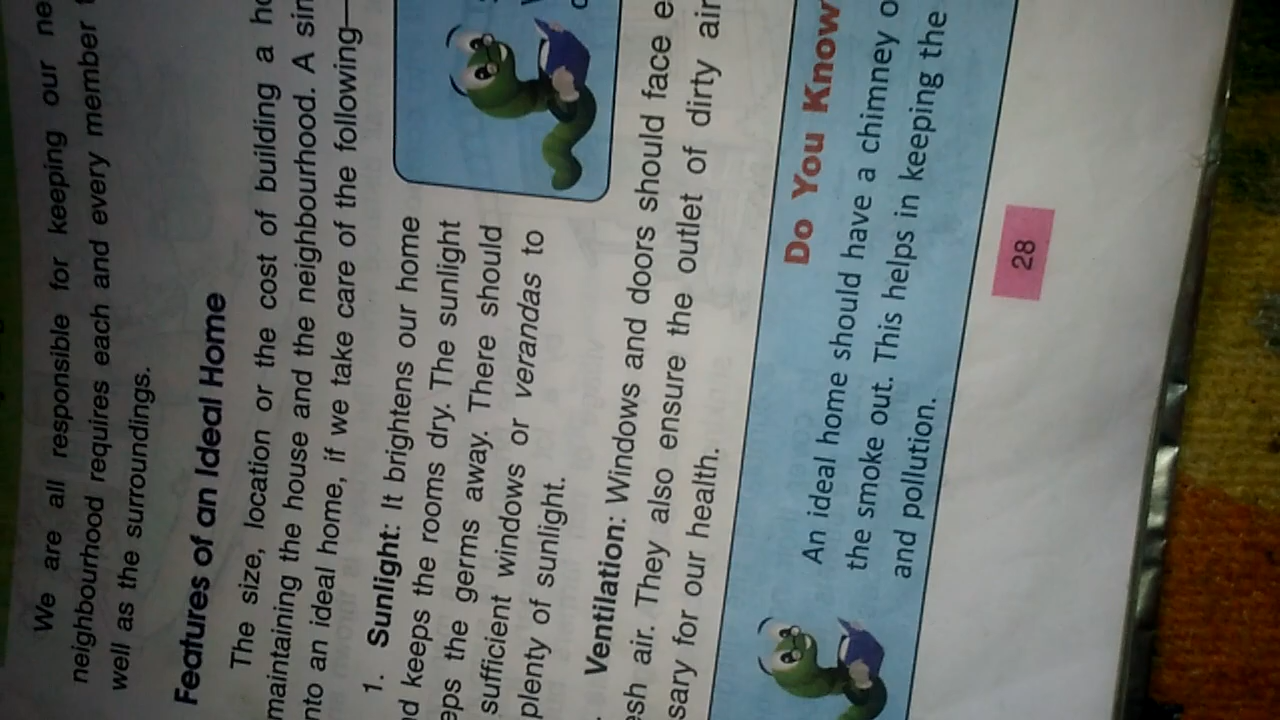 We are all responsible for keeping our
neighbourhood requires each and every member
well as the surroundings.
Features of an Ideal Home
The size, location or the cost of building a
maintaining the house and the neighbourhood. A
an ideal home, if we take care of the following—
1. Sunlight: It brightens our home
keeps the rooms dry. The sunlight
the germs away. There should
sufficient windows or verandas to
plenty of sunlight.
Ventilation: Windows and doors should face
air. They also ensure the outlet of dirty air
for our health.
Do You Know
An ideal home should have a chimney
the smoke out. This helps in keeping the
and pollution.
28